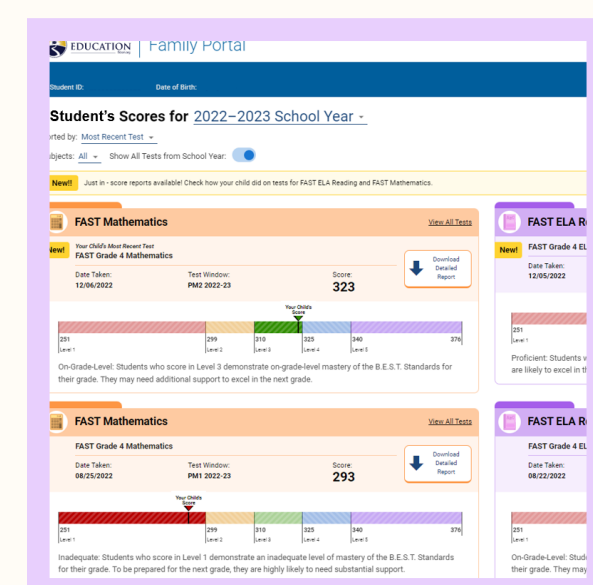 EDUCATION | Family Portal
Student ID: Date of Birth:
Student's Scores for 2022–2023 School Year
orted by: Most Recent Test
bjects: All Show All Tests from School Year:
New!! Just in - score reports available! Check how your child did on tests for FAST ELA Reading and FAST Mathematics.
FAST Mathematics View All Tests
New! Your Child's Most Recent Test
FAST Grade 4 Mathematics
Date Taken: Test Window: Score:
12/06/2022 PM2 2022-23 323
Download
Detailed
Report
Your Child's
Score
251 299 310 325 340 376
Level 1 Level 2 Level 3 Level 4 Level 5
On-Grade-Level: Students who score in Level 3 demonstrate on-grade-level mastery of the B.E.S.T. Standards for
their grade. They may need additional support to excel in the next grade.
FAST ELA R
New! FAST Grade 4 EL
Date Taken:
12/05/2022
251
Level 1
Proficient: Students w
are likely to excel in th
FAST Mathematics View All Tests
FAST Grade 4 Mathematics
Date Taken: Test Window: Score:
08/25/2022 PM1 2022-23 293
Download
Detailed
Report
Your Child's
Score
251 299 310 325 340 376
Level 1 Level 2 Level 3 Level 4 Level 5
Inadequate: Students who score in Level 1 demonstrate an inadequate level of mastery of the B.E.S.T. Standards
for their grade. To be prepared for the next grade, they are highly likely to need substantial support.
FAST ELA R
FAST Grade 4 EL
Date Taken:
08/22/2022
251
Level 1
On-Grade-Level: Stud
their grade. They may